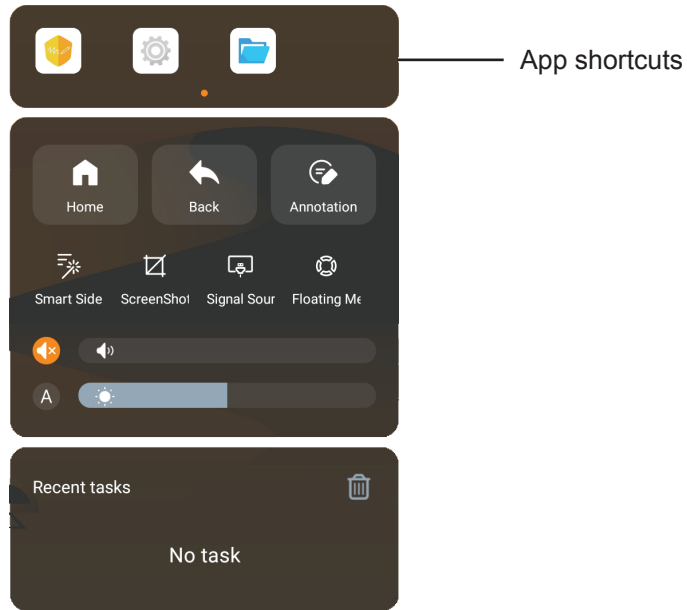 App shortcuts
Home Back Annotation
Smart Side ScreenShot Signal Sour Floating Me
A
Recent tasks
No task